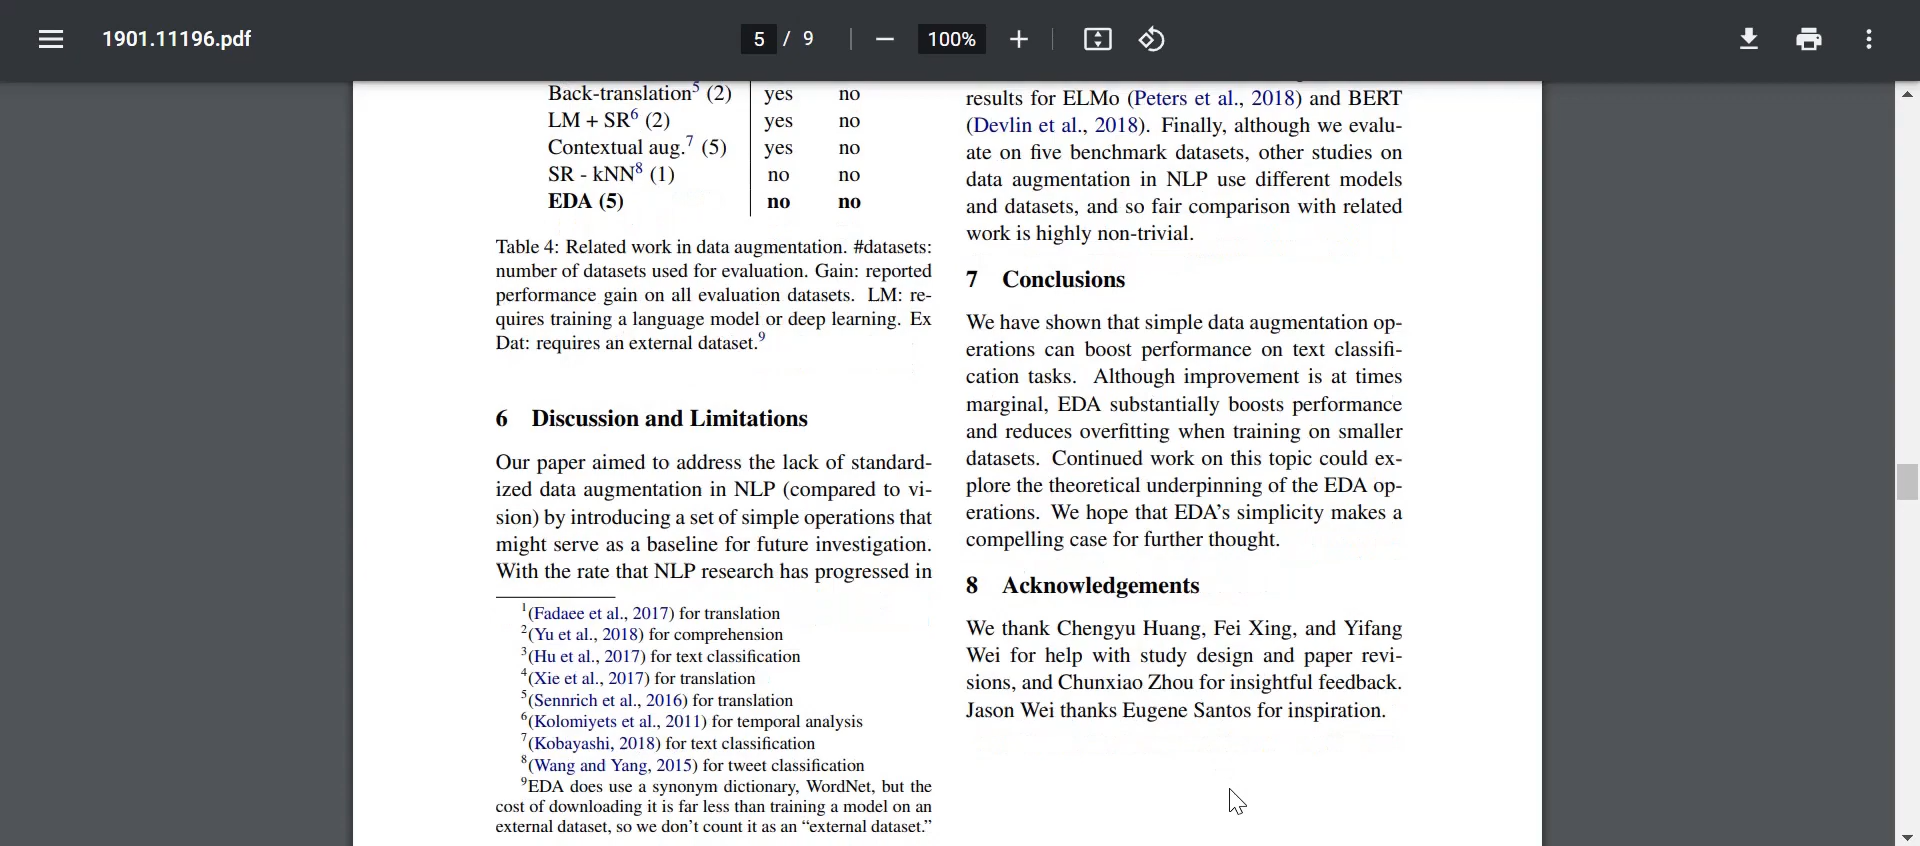 1901.11196.pdf
5 / 9
100%
Back-translation⁵ (2) yes no
LM + SR⁶ (2) yes no
Contextual aug.⁷ (5) yes no
SR - kNN⁸ (1) no no
EDA (5) no no
Table 4: Related work in data augmentation. #datasets:
number of datasets used for evaluation. Gain: reported
performance gain on all evaluation datasets. LM: re-
quires training a language model or deep learning. Ex
Dat: requires an external dataset.⁹
6 Discussion and Limitations
Our paper aimed to address the lack of standard-
ized data augmentation in NLP (compared to vi-
sion) by introducing a set of simple operations that
might serve as a baseline for future investigation.
With the rate that NLP research has progressed in
¹(Fadaee et al., 2017) for translation
²(Yu et al., 2018) for comprehension
³(Hu et al., 2017) for text classification
⁴(Xie et al., 2017) for translation
⁵(Sennrich et al., 2016) for translation
⁶(Kolomiyets et al., 2011) for temporal analysis
⁷(Kobayashi, 2018) for text classification
⁸(Wang and Yang, 2015) for tweet classification
⁹EDA does use a synonym dictionary, WordNet, but the
cost of downloading it is far less than training a model on an
external dataset, so we don't count it as an “external dataset.”
results for ELMo (Peters et al., 2018) and BERT
(Devlin et al., 2018). Finally, although we evalu-
ate on five benchmark datasets, other studies on
data augmentation in NLP use different models
and datasets, and so fair comparison with related
work is highly non-trivial.
7 Conclusions
We have shown that simple data augmentation op-
erations can boost performance on text classifi-
cation tasks. Although improvement is at times
marginal, EDA substantially boosts performance
and reduces overfitting when training on smaller
datasets. Continued work on this topic could ex-
plore the theoretical underpinning of the EDA op-
erations. We hope that EDA's simplicity makes a
compelling case for further thought.
8 Acknowledgements
We thank Chengyu Huang, Fei Xing, and Yifang
Wei for help with study design and paper revi-
sions, and Chunxiao Zhou for insightful feedback.
Jason Wei thanks Eugene Santos for inspiration.